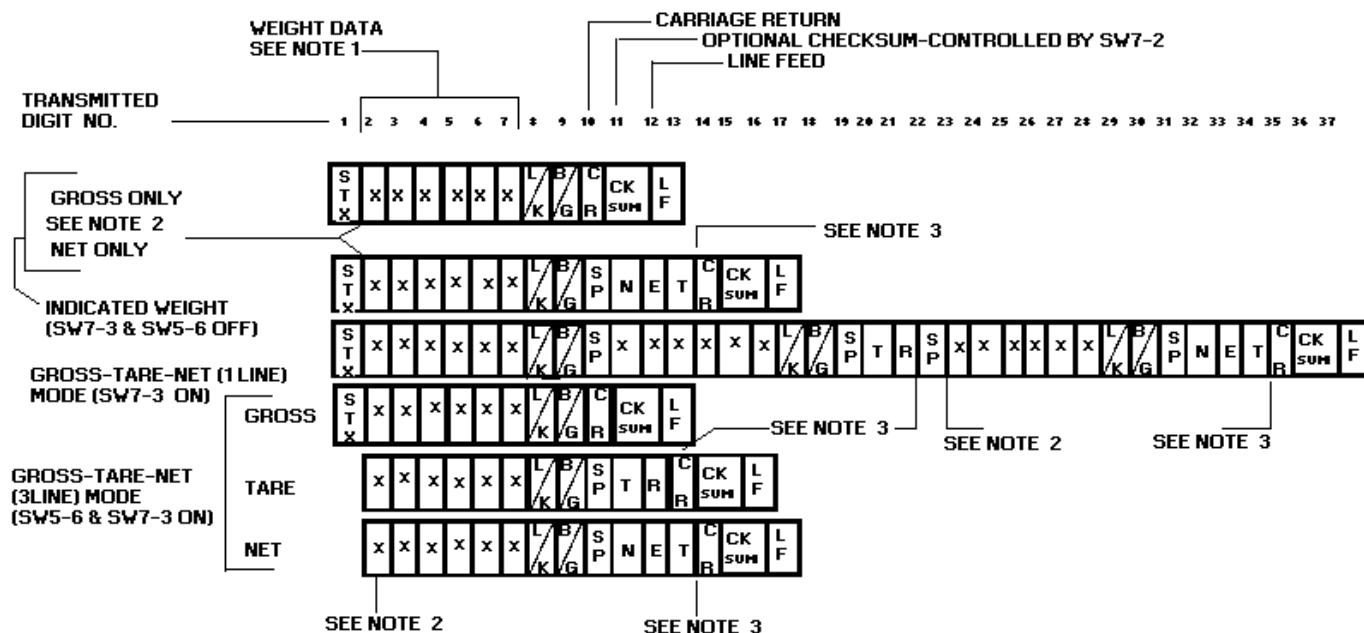 CARRIAGE RETURN
WEIGHT DATA
SEE NOTE 1
OPTIONAL CHECKSUM-CONTROLLED BY SW7-2
LINE FEED
TRANSMITTED
DIGIT NO.
1 2 3 4 5 6 7 8 9 10 11 12 13 14 15 16 17 18 19 20 21 22 23 24 25 26 27 28 29 30 31 32 33 34 35 36 37
GROSS ONLY
SEE NOTE 2
NET ONLY
STX X X X X X X L/K B/G CR CK SUM LF
SEE NOTE 3
STX X X X X X X L/K B/G SP N E T CR CK SUM LF
INDICATED WEIGHT
(SW7-3 & SW5-6 OFF)
STX X X X X X X L/K B/G SP X X X X X X L/K B/G SP T R SP X X X X X X L/K B/G SP N E T CR CK SUM LF
GROSS-TARE-NET (1 LINE)
MODE (SW7-3 ON)
GROSS
STX X X X X X X L/K B/G CR CK SUM LF
SEE NOTE 3
SEE NOTE 2
SEE NOTE 3
GROSS-TARE-NET
(3LINE) MODE
(SW5-6 & SW7-3 ON)
TARE
X X X X X X L/K B/G SP T R CR CK SUM LF
NET
X X X X X X L/K B/G SP N E T CR CK SUM LF
SEE NOTE 2
SEE NOTE 3